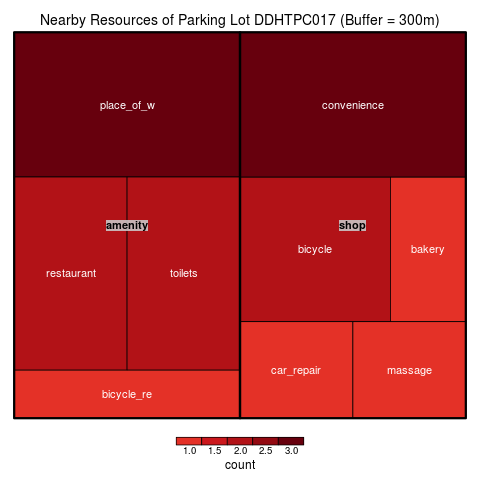 Nearby Resources of Parking Lot DDHTPC017 (Buffer = 300m)
place_of_w
convenience
amenity
shop
restaurant
toilets
bicycle
bakery
bicycle_re
car_repair
massage
1.0 1.5 2.0 2.5 3.0
count